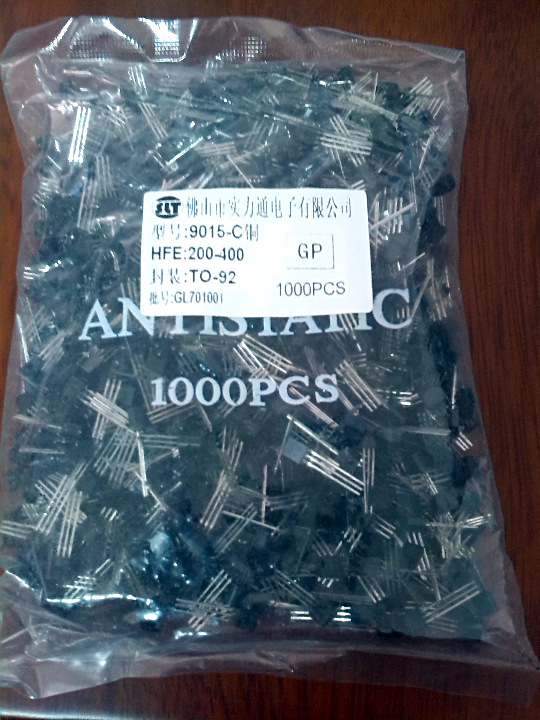 SLT 佛山市实力通电子有限公司
型号:9015-C铜
HFE:200-400
GP
封装:TO-92
1000PCS
批号:GL701001
ANTISTATIC
1000PCS